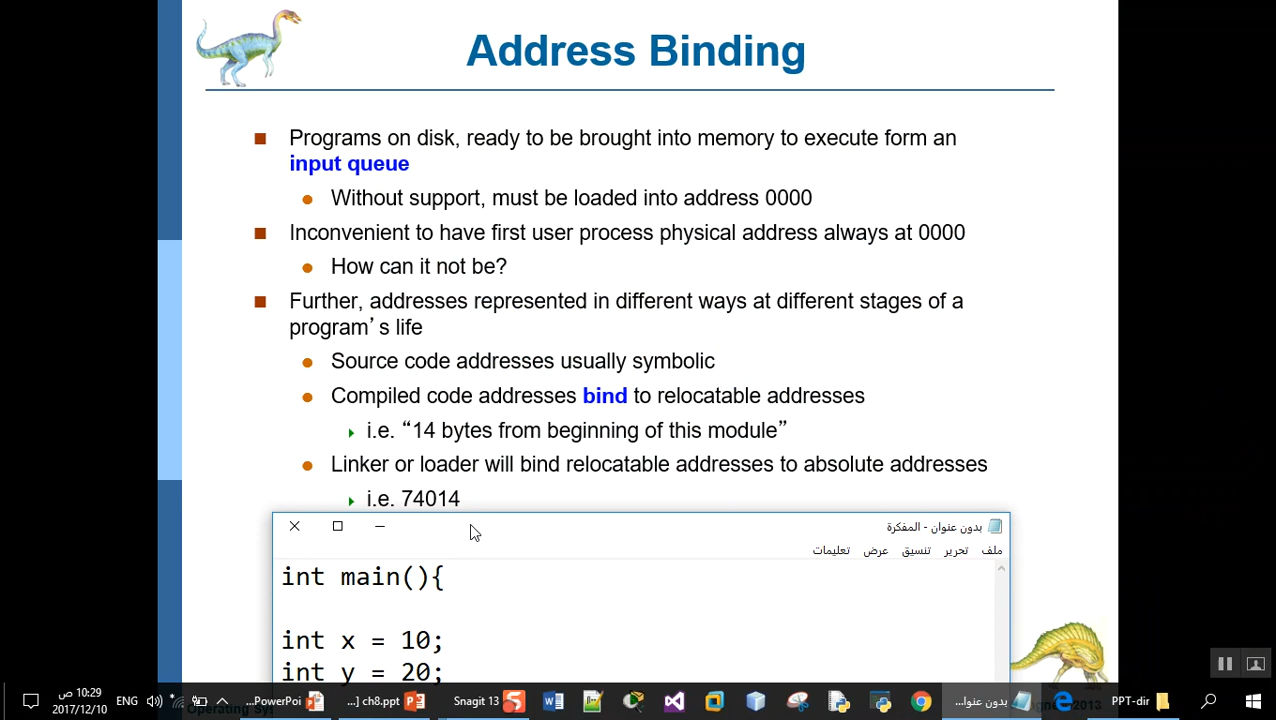 Address Binding
Programs on disk, ready to be brought into memory to execute form an
input queue
Without support, must be loaded into address 0000
Inconvenient to have first user process physical address always at 0000
How can it not be?
Further, addresses represented in different ways at different stages of a
program’s life
Source code addresses usually symbolic
Compiled code addresses bind to relocatable addresses
i.e. “14 bytes from beginning of this module”
Linker or loader will bind relocatable addresses to absolute addresses
i.e. 74014
بدون عنوان - المفكرة
ملف تحرير تنسيق عرض تعليمات
int main(){
int x = 10;
int y = 20;
10:29 ص
2017/12/10
ENG
...PowerPoi
[...] ch8.ppt
Snagit 13
بدون عنوا...
PPT-dir
Operating Sy
2013